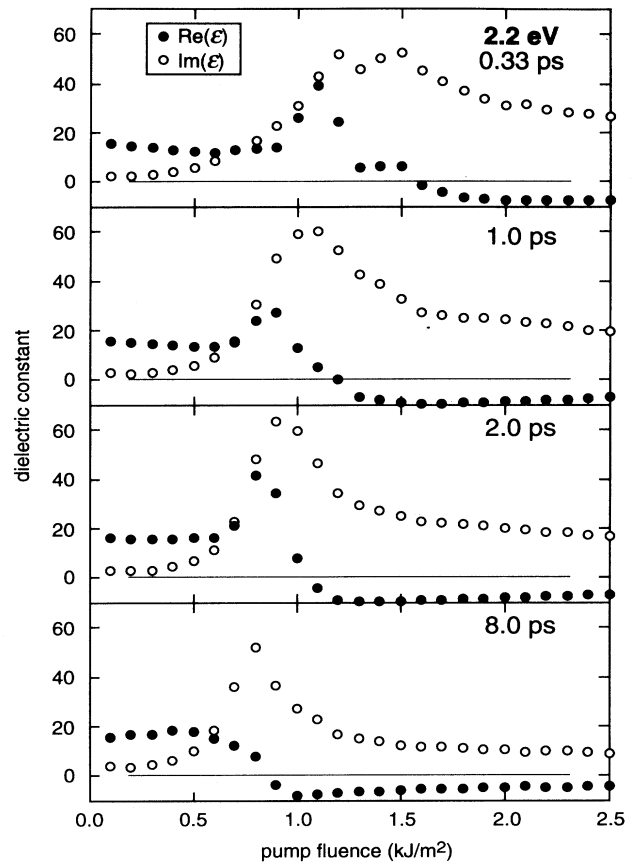 Re(ε)
Im(ε)
2.2 eV
0.33 ps
60
40
20
0
1.0 ps
60
40
20
0
dielectric constant
2.0 ps
60
40
20
0
8.0 ps
60
40
20
0
0.0 0.5 1.0 1.5 2.0 2.5
pump fluence (kJ/m²)